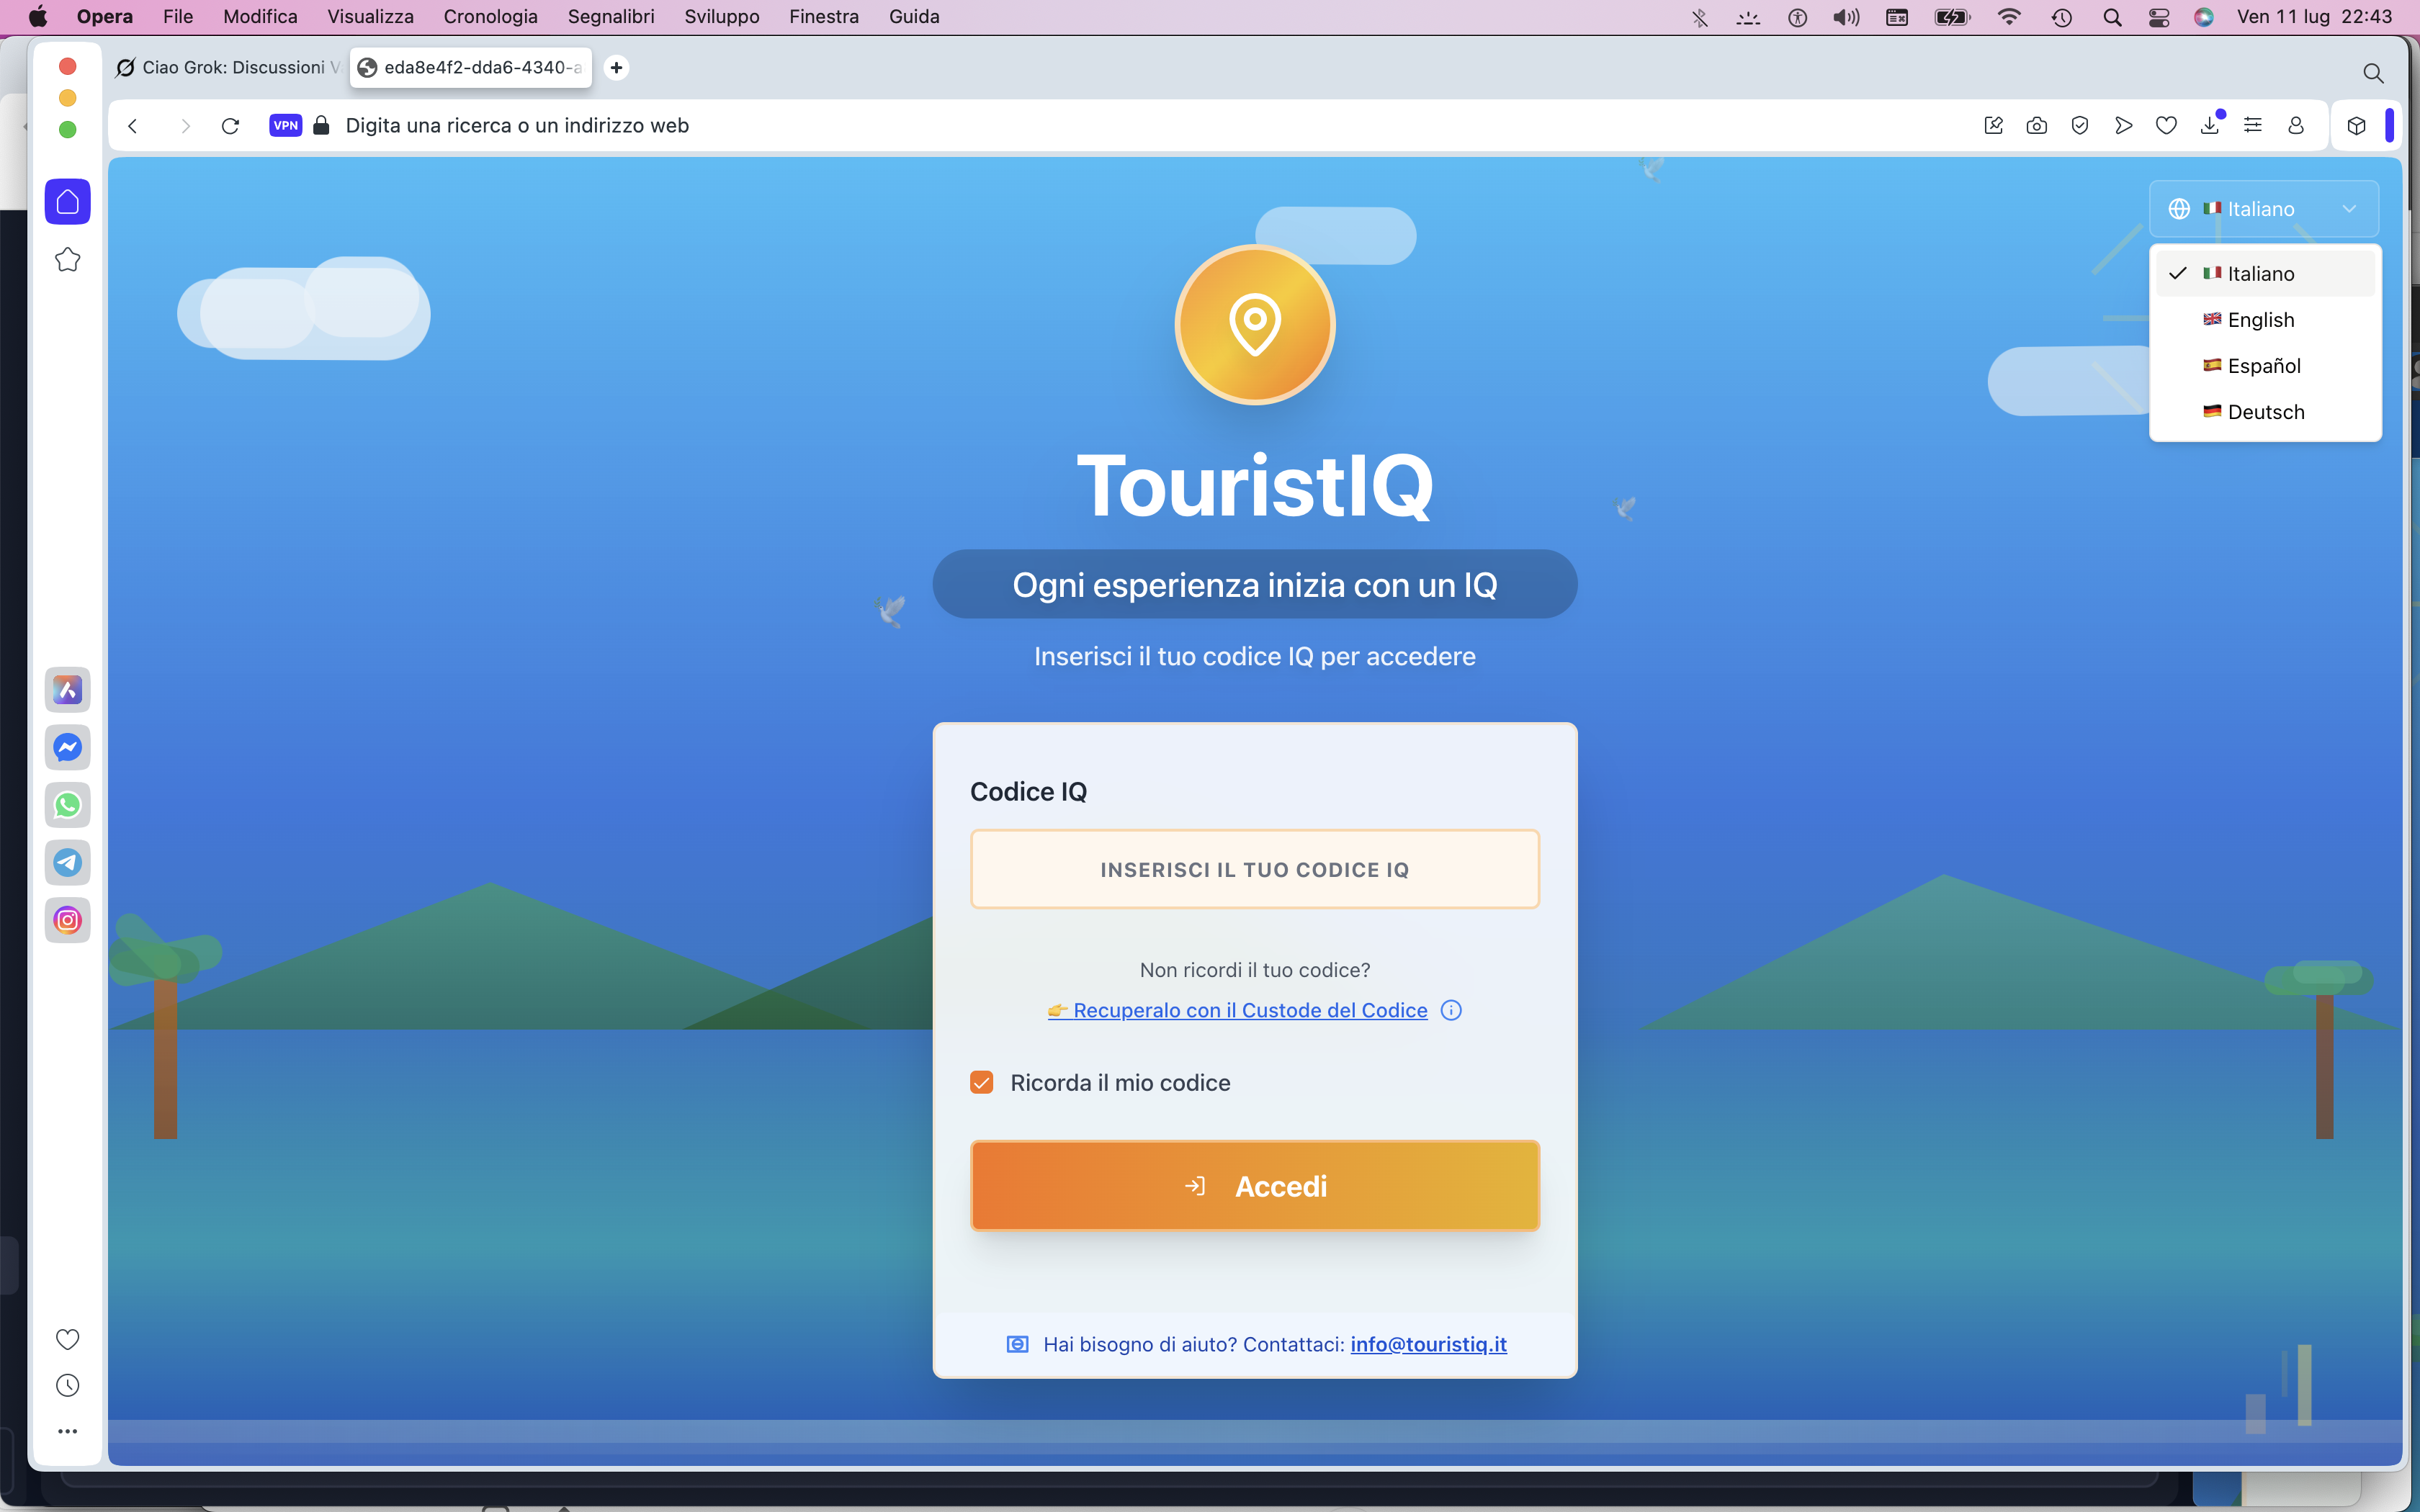 Opera File Modifica Visualizza Cronologia Segnalibri Sviluppo Finestra Guida Ven 11 lug 22:43
Ciao Grok: Discussioni V eda8e4f2-dda6-4340-a
VPN Digita una ricerca o un indirizzo web
Italiano
Italiano
English
Español
Deutsch
TouristIQ
Ogni esperienza inizia con un IQ
Inserisci il tuo codice IQ per accedere
Codice IQ
INSERISCI IL TUO CODICE IQ
Non ricordi il tuo codice?
👉 Recuperalo con il Custode del Codice
Ricorda il mio codice
Accedi
Hai bisogno di aiuto? Contattaci: info@touristiq.it